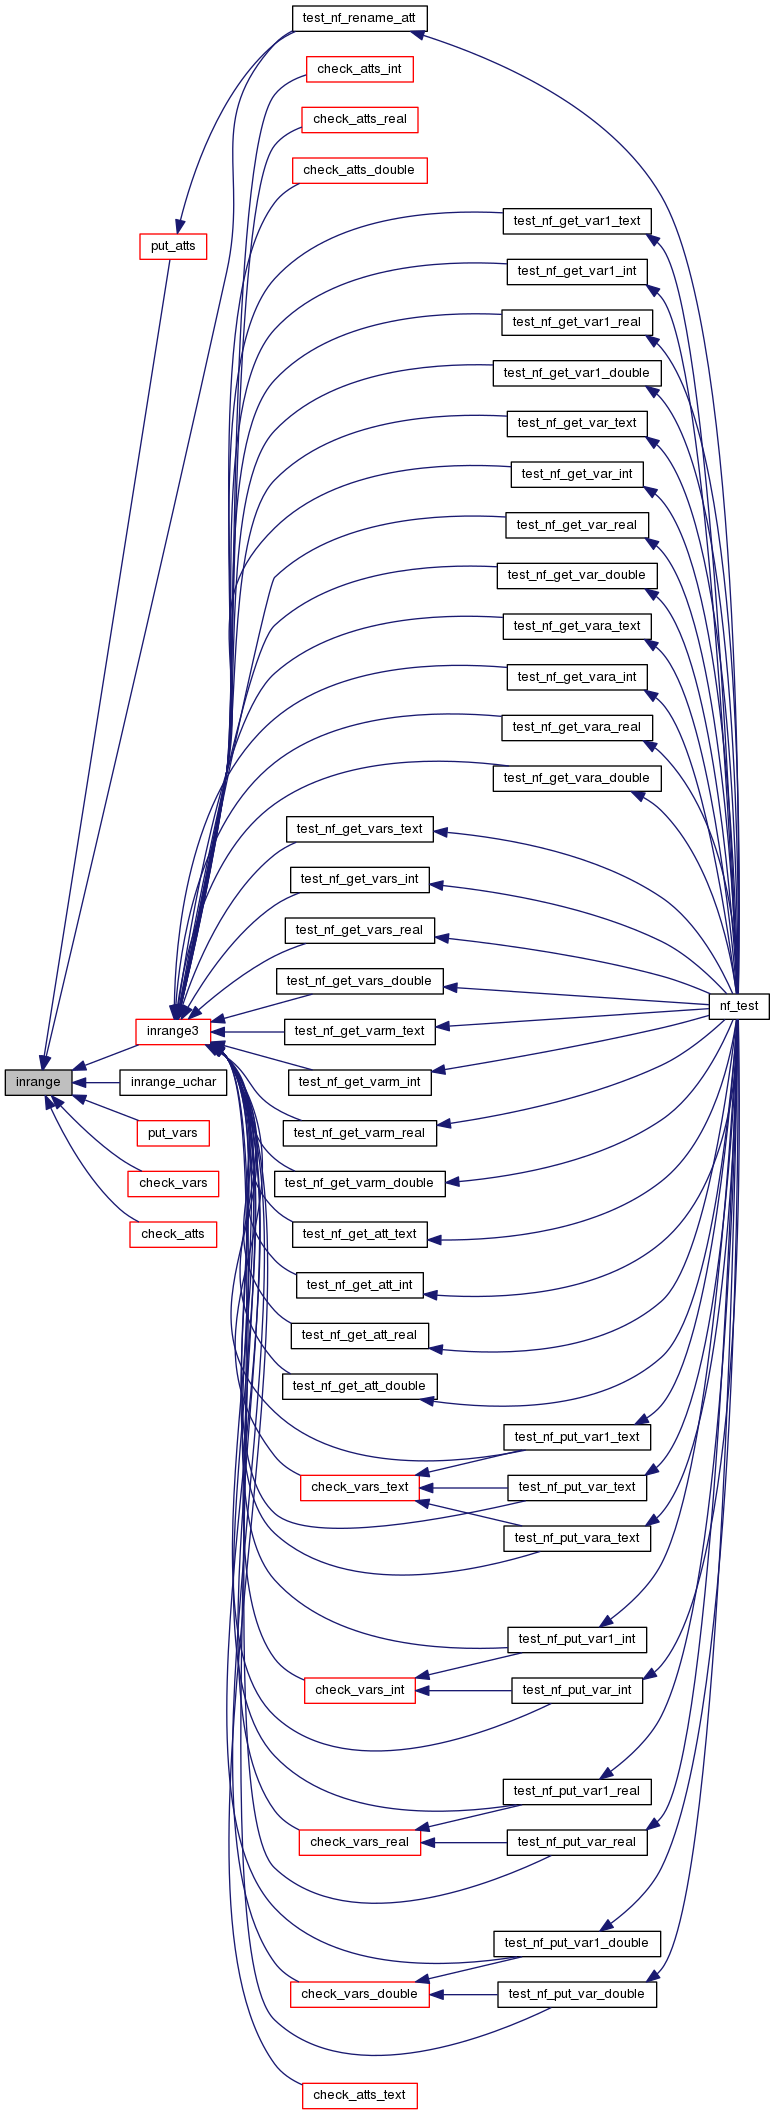 test_nf_rename_att
check_atts_int
check_atts_real
check_atts_double
test_nf_get_var1_text
put_atts
test_nf_get_var1_int
test_nf_get_var1_real
test_nf_get_var1_double
test_nf_get_var_text
test_nf_get_var_int
test_nf_get_var_real
test_nf_get_var_double
test_nf_get_vara_text
test_nf_get_vara_int
test_nf_get_vara_real
test_nf_get_vara_double
test_nf_get_vars_text
test_nf_get_vars_int
test_nf_get_vars_real
test_nf_get_vars_double
nf_test
inrange3
test_nf_get_varm_text
inrange
inrange_uchar
test_nf_get_varm_int
put_vars
test_nf_get_varm_real
check_vars
test_nf_get_varm_double
check_atts
test_nf_get_att_text
test_nf_get_att_int
test_nf_get_att_real
test_nf_get_att_double
test_nf_put_var1_text
check_vars_text
test_nf_put_var_text
test_nf_put_vara_text
test_nf_put_var1_int
check_vars_int
test_nf_put_var_int
test_nf_put_var1_real
check_vars_real
test_nf_put_var_real
test_nf_put_var1_double
check_vars_double
test_nf_put_var_double
check_atts_text